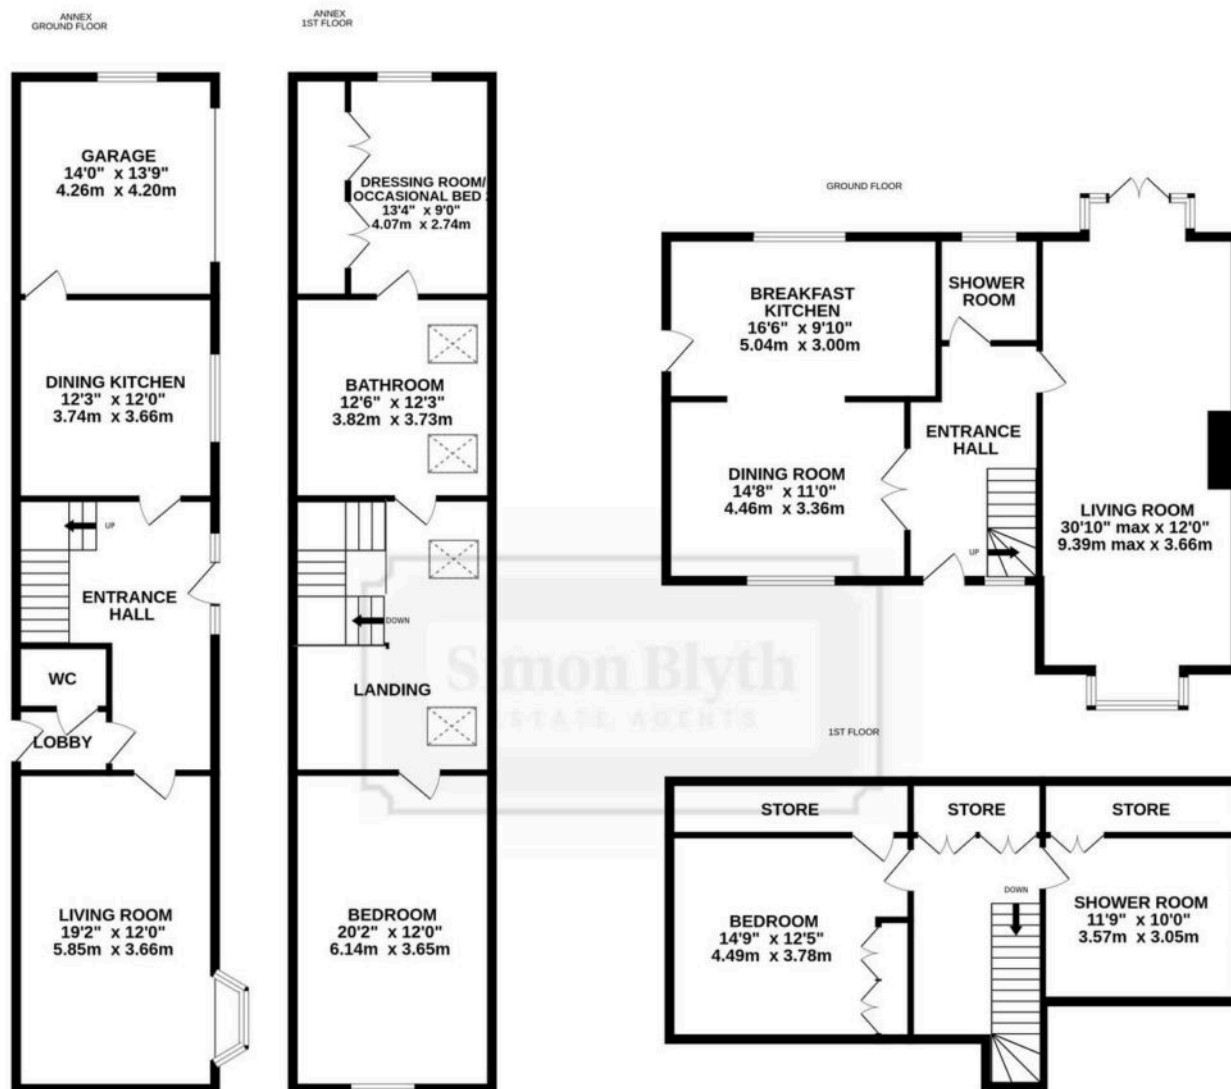 ANNEX
GROUND FLOOR
GARAGE
14'0" x 13'9"
4.26m x 4.20m
DINING KITCHEN
12'3" x 12'0"
3.74m x 3.66m
UP
ENTRANCE
HALL
WC
LOBBY
LIVING ROOM
19'2" x 12'0"
5.85m x 3.66m
ANNEX
1ST FLOOR
DRESSING ROOM/
OCCASIONAL BED
13'4" x 9'0"
4.07m x 2.74m
BATHROOM
12'6" x 12'3"
3.82m x 3.73m
DOWN
LANDING
BEDROOM
20'2" x 12'0"
6.14m x 3.65m
GROUND FLOOR
BREAKFAST
KITCHEN
16'6" x 9'10"
5.04m x 3.00m
SHOWER
ROOM
ENTRANCE
HALL
DINING ROOM
14'8" x 11'0"
4.46m x 3.36m
UP
LIVING ROOM
30'10" max x 12'0"
9.39m max x 3.66m
Simon Blyth
ESTATE AGENTS
1ST FLOOR
STORE
STORE
STORE
BEDROOM
14'9" x 12'5"
4.49m x 3.78m
DOWN
SHOWER ROOM
11'9" x 10'0"
3.57m x 3.05m